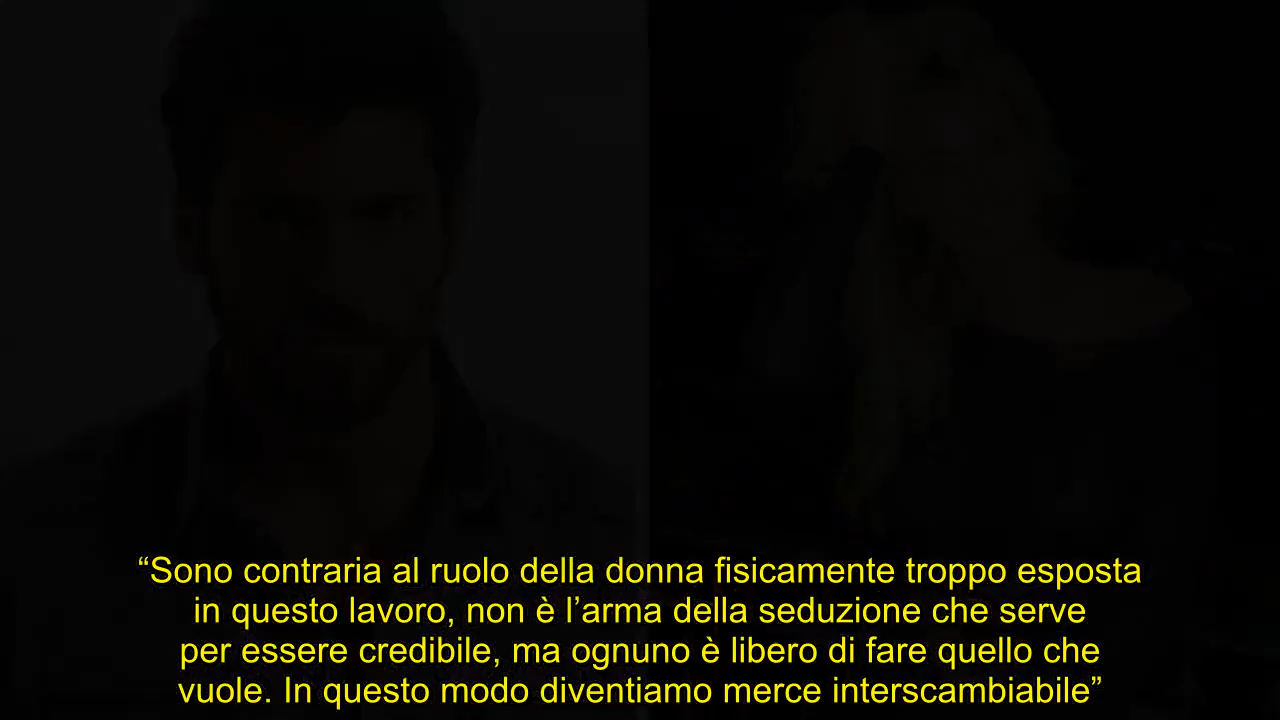 “Sono contraria al ruolo della donna fisicamente troppo esposta
in questo lavoro, non è l’arma della seduzione che serve
per essere credibile, ma ognuno è libero di fare quello che
vuole. In questo modo diventiamo merce interscambiabile”